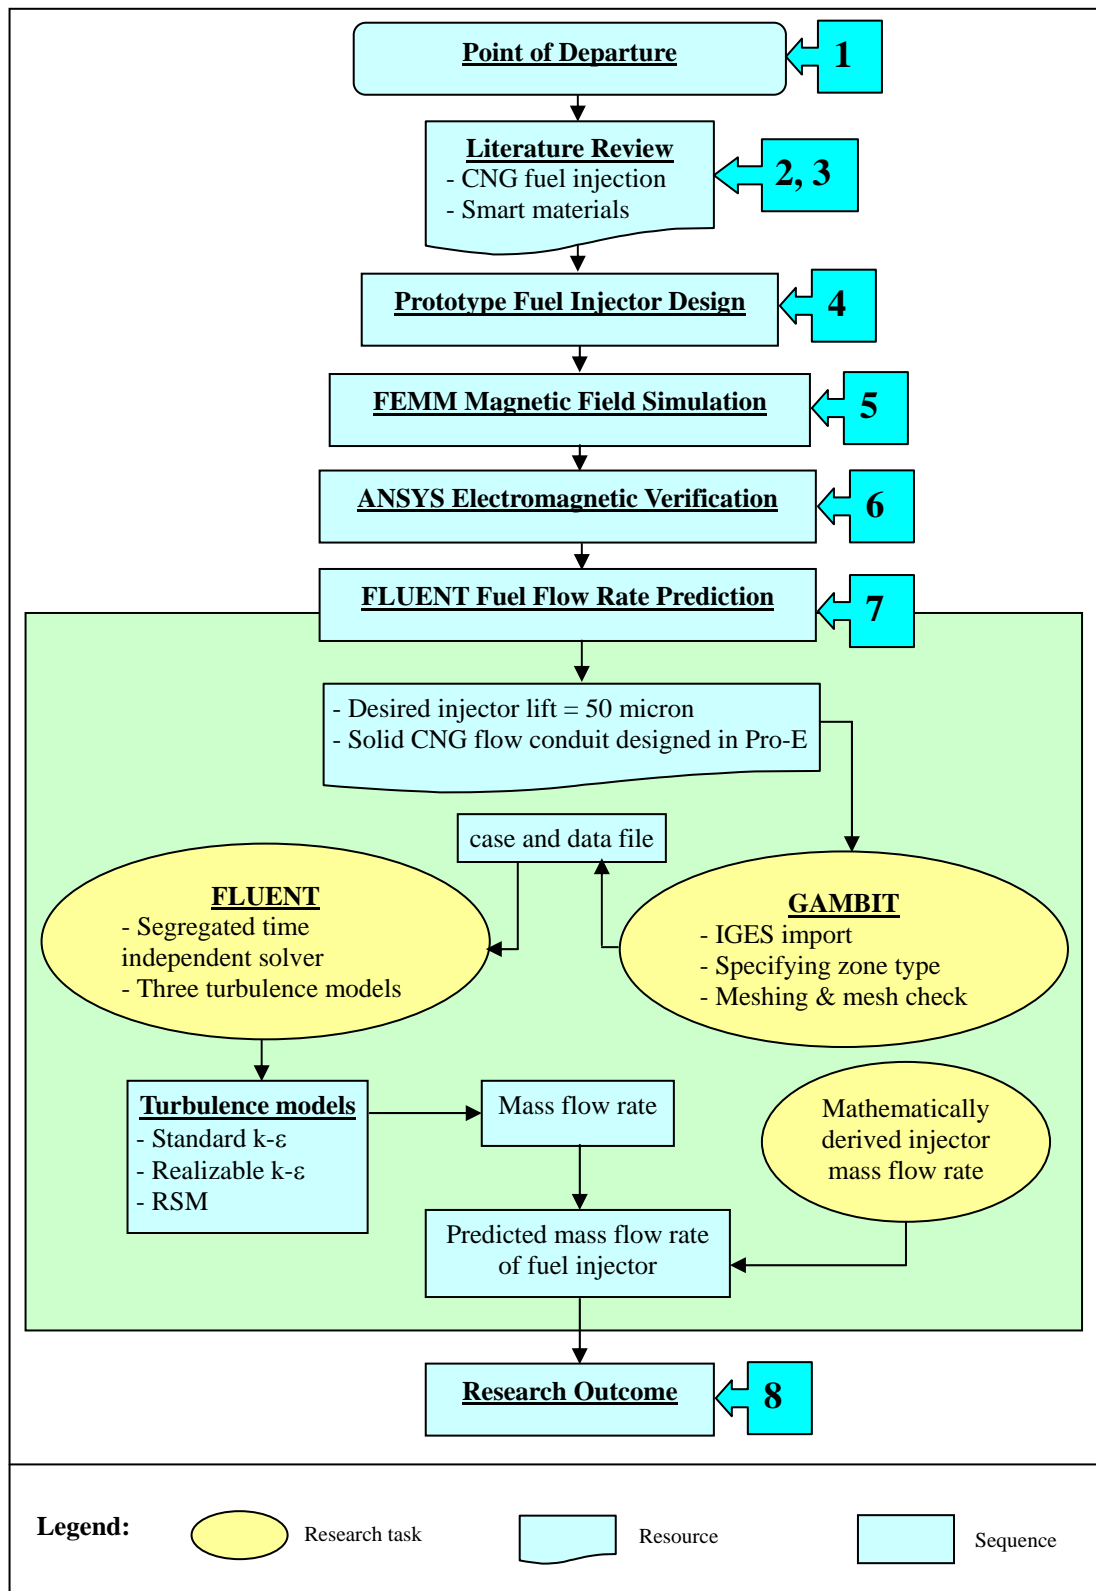 Point of Departure
1
Literature Review
- CNG fuel injection
- Smart materials
2, 3
Prototype Fuel Injector Design
4
FEMM Magnetic Field Simulation
5
ANSYS Electromagnetic Verification
6
FLUENT Fuel Flow Rate Prediction
7
- Desired injector lift = 50 micron
- Solid CNG flow conduit designed in Pro-E
case and data file
FLUENT
- Segregated time
independent solver
- Three turbulence models
GAMBIT
- IGES import
- Specifying zone type
- Meshing & mesh check
Turbulence models
- Standard k-ε
- Realizable k-ε
- RSM
Mass flow rate
Mathematically
derived injector
mass flow rate
Predicted mass flow rate
of fuel injector
Research Outcome
8
Legend:
Research task
Resource
Sequence